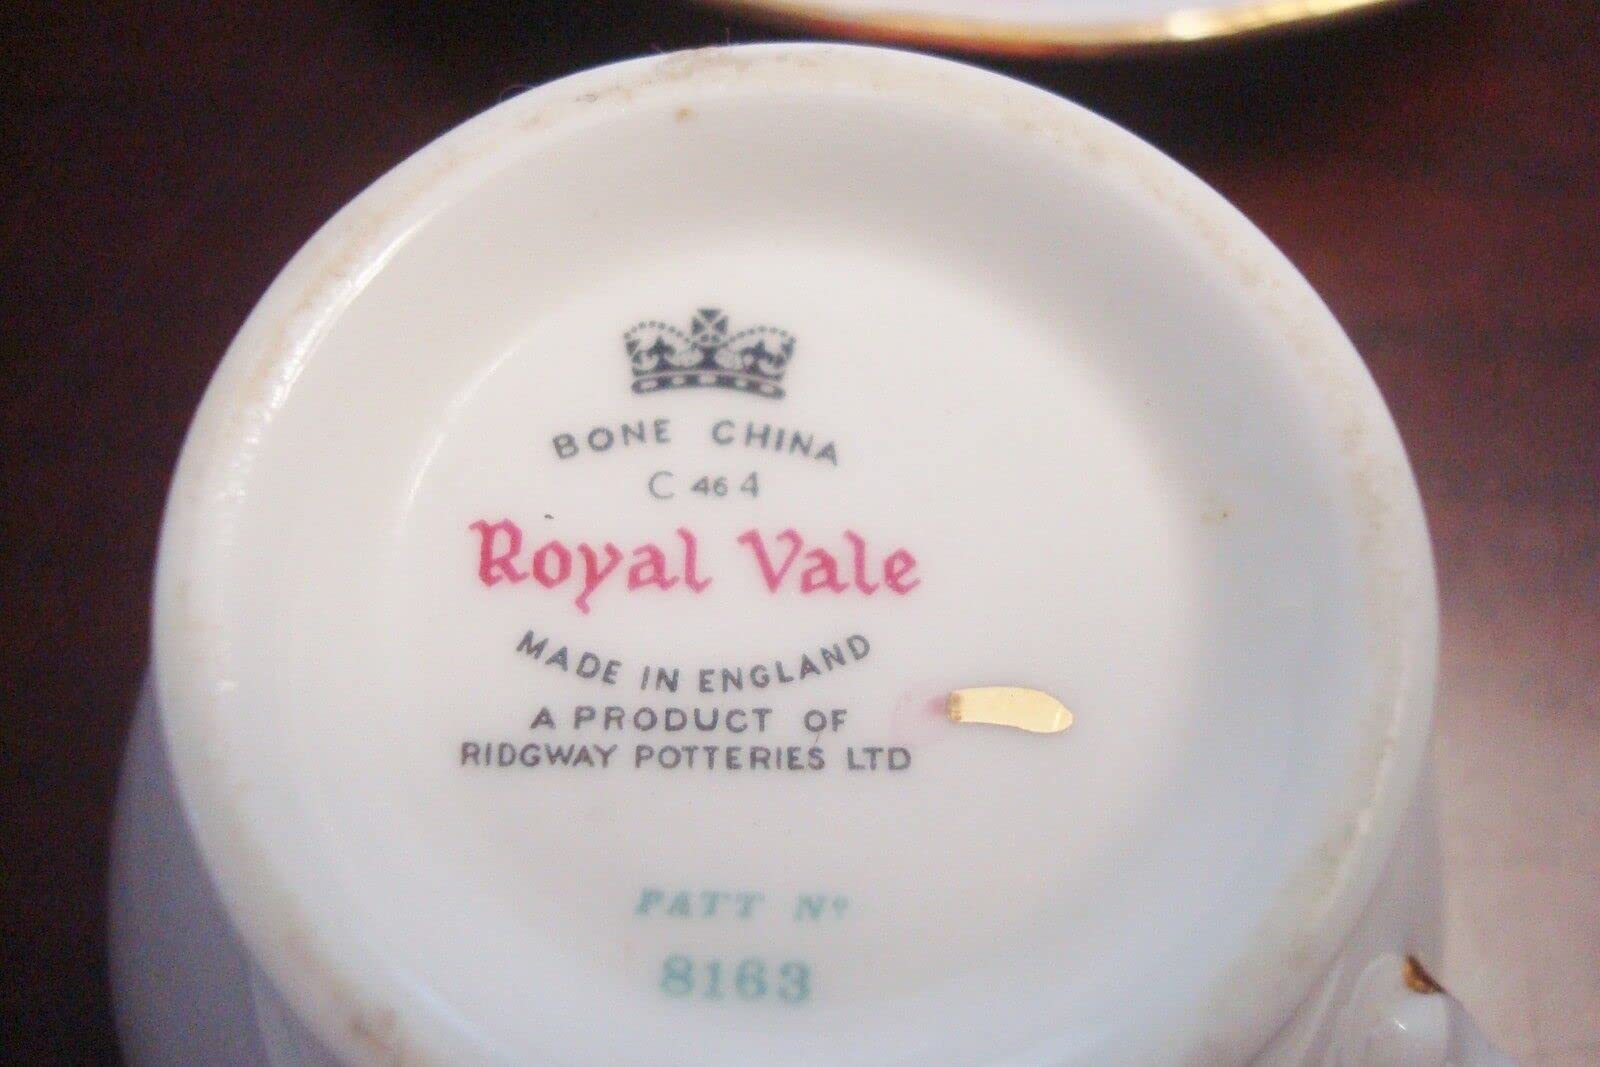 BONE CHINA
C 464
Royal Vale
MADE IN ENGLAND
A PRODUCT OF
RIDGWAY POTTERIES LTD
PATT Nº
8163